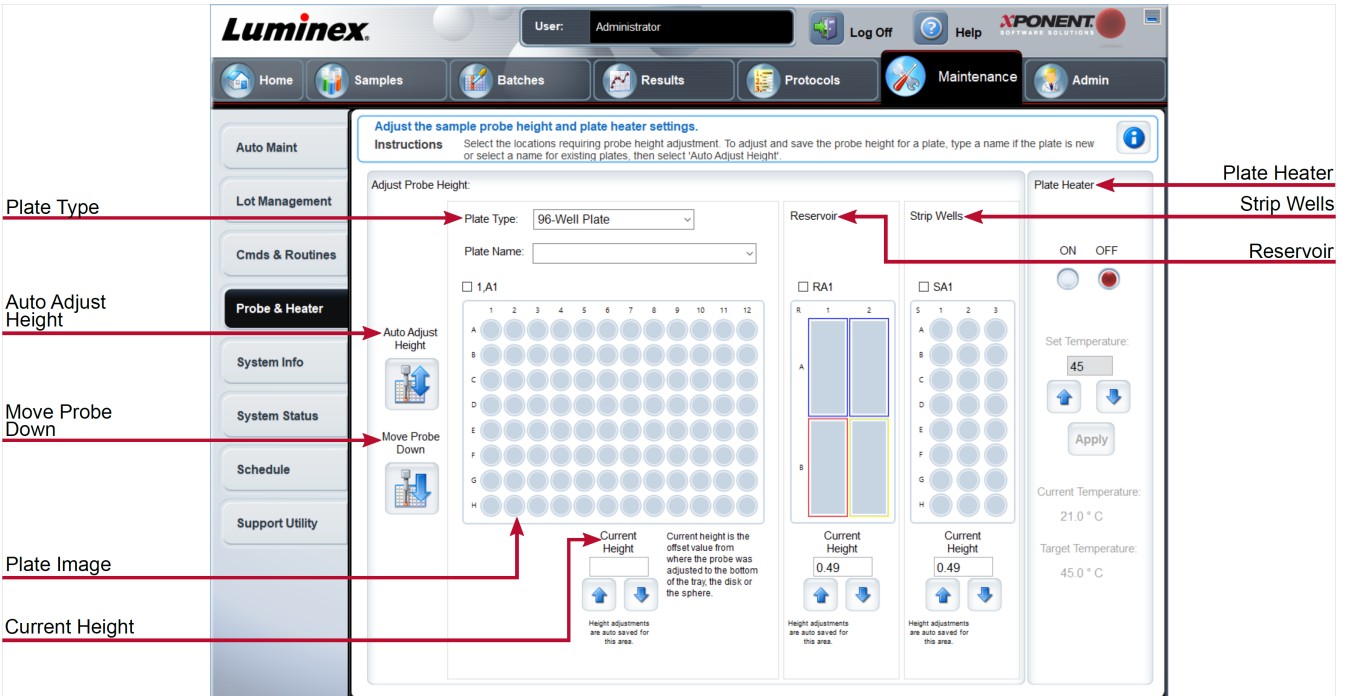 Luminex.
User: Administrator
Log Off
Help
XPONENT.
SOFTWARE SOLUTIONS
Home
Samples
Batches
Results
Protocols
Maintenance
Admin
Auto Maint
Lot Management
Cmds & Routines
Probe & Heater
System Info
System Status
Schedule
Support Utility
Adjust the sample probe height and plate heater settings.
Instructions Select the locations requiring probe height adjustment. To adjust and save the probe height for a plate, type a name if the plate is new
or select a name for existing plates, then select 'Auto Adjust Height'.
Plate Type
Auto Adjust
Height
Move Probe
Down
Plate Image
Current Height
Plate Heater
Strip Wells
Reservoir
Adjust Probe Height:
Auto Adjust
Height
Move Probe
Down
Plate Type: 96-Well Plate
Plate Name:
1,A1
1 2 3 4 5 6 7 8 9 10 11 12
A
B
C
D
E
F
G
H
Current
Height
Current height is the
offset value from
where the probe was
adjusted to the bottom
of the tray, the disk or
the sphere.
Height adjustments
are auto saved for
this area.
Reservoir
RA1
R 1 2
A
B
Current
Height
0.49
Height adjustments
are auto saved for
this area.
Strip Wells
SA1
S 1 2 3
A
B
C
D
E
F
G
H
Current
Height
0.49
Height adjustments
are auto saved for
this area.
Plate Heater
ON OFF
Set Temperature:
45
Apply
Current Temperature:
21.0 ° C
Target Temperature:
45.0 ° C